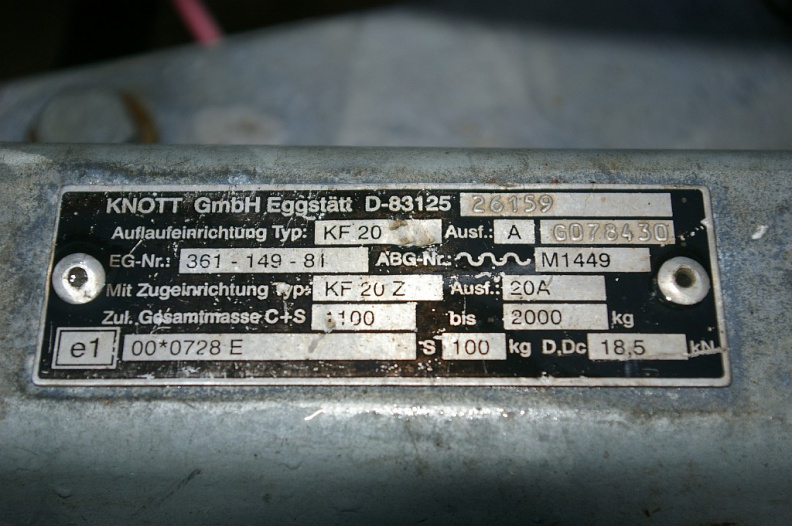 KNOTT GmbH Eggstätt D-83125 26159
Auflaufeinrichtung Typ: KF 20 Ausf.: A G078430
EG-Nr.: 361 - 149 - 81 ABG-Nr.: M1449
Mit Zugeinrichtung Typ: KF 20 Z Ausf.: 20A
Zul. Gesamtmasse C+S 1100 bis 2000 kg
e1 00*0728 E S 100 kg D,Dc 18,5 kN